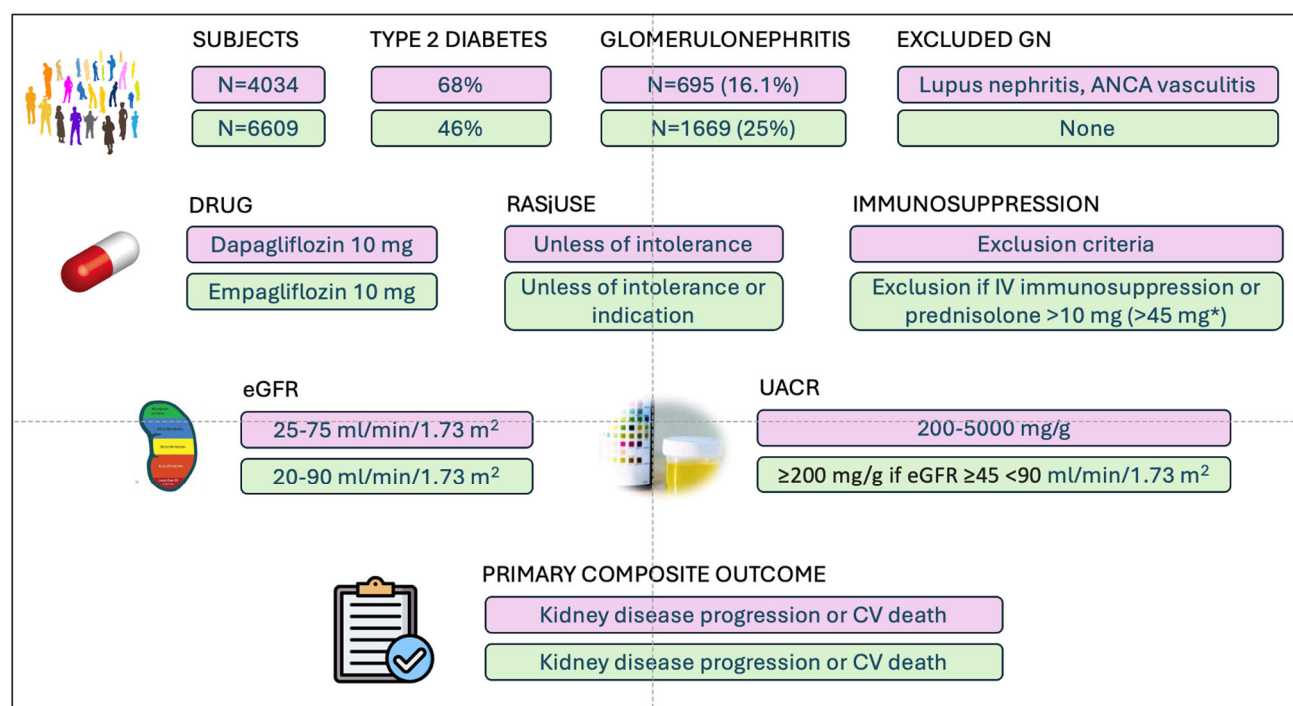 SUBJECTS TYPE 2 DIABETES GLOMERULONEPHRITIS EXCLUDED GN
N=4034 68% N=695 (16.1%) Lupus nephritis, ANCA vasculitis
N=6609 46% N=1669 (25%) None
DRUG RASiUSE IMMUNOSUPPRESSION
Dapagliflozin 10 mg Unless of intolerance Exclusion criteria
Empagliflozin 10 mg Unless of intolerance or Exclusion if IV immunosuppression or
indication prednisolone >10 mg (>45 mg*)
eGFR UACR
25-75 ml/min/1.73 m² 200-5000 mg/g
20-90 ml/min/1.73 m² ≥200 mg/g if eGFR ≥45 <90 ml/min/1.73 m²
PRIMARY COMPOSITE OUTCOME
Kidney disease progression or CV death
Kidney disease progression or CV death